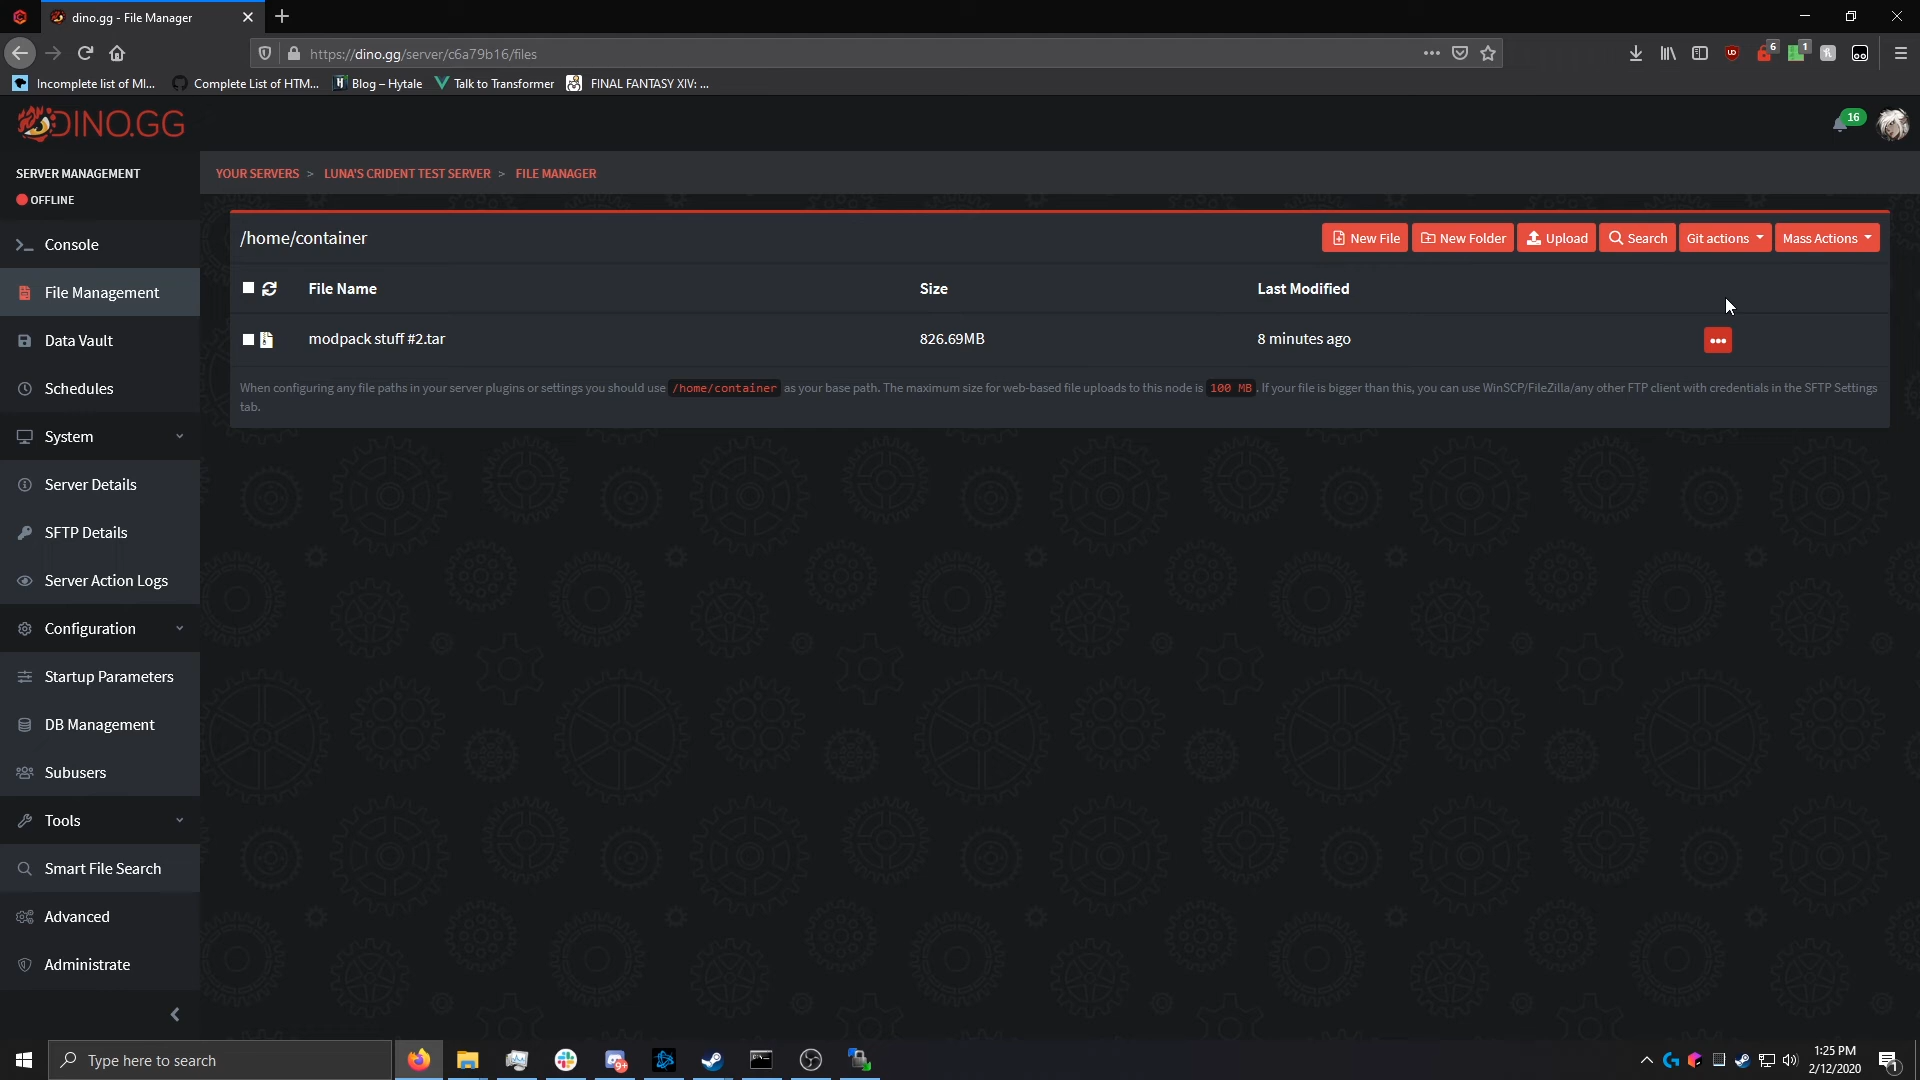 dino.gg - File Manager
https://dino.gg/server/c6a79b16/files
6
1
Incomplete list of MI...
Complete List of HTM...
Blog – Hytale
Talk to Transformer
FINAL FANTASY XIV: ...
DINO.GG
16
SERVER MANAGEMENT
OFFLINE
YOUR SERVERS > LUNA'S CRIDENT TEST SERVER > FILE MANAGER
Console
File Management
Data Vault
Schedules
System
Server Details
SFTP Details
Server Action Logs
Configuration
Startup Parameters
DB Management
Subusers
Tools
Smart File Search
Advanced
Administrate
/home/container
New File
New Folder
Upload
Search
Git actions
Mass Actions
File Name
Size
Last Modified
modpack stuff #2.tar
826.69MB
8 minutes ago
When configuring any file paths in your server plugins or settings you should use /home/container as your base path. The maximum size for web-based file uploads to this node is 100 MB. If your file is bigger than this, you can use WinSCP/FileZilla/any other FTP client with credentials in the SFTP Settings
tab.
Type here to search
9+
1:25 PM
2/12/2020
1